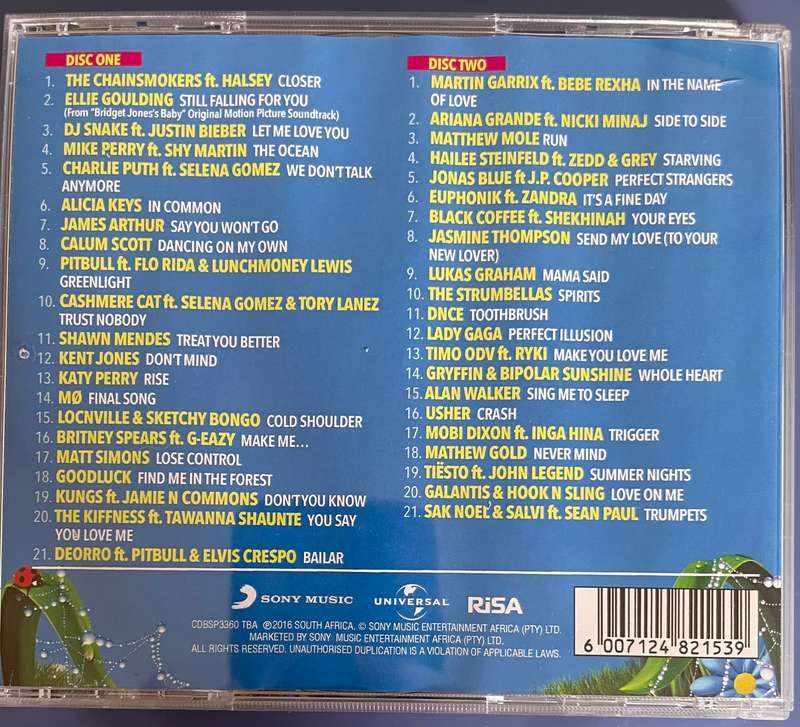 DISC ONE
1. THE CHAINSMOKERS ft. HALSEY CLOSER
2. ELLIE GOULDING STILL FALLING FOR YOU
(From "Bridget Jones's Baby" Original Motion Picture Soundtrack)
3. DJ SNAKE ft. JUSTIN BIEBER LET ME LOVE YOU
4. MIKE PERRY ft. SHY MARTIN THE OCEAN
5. CHARLIE PUTH ft. SELENA GOMEZ WE DON'T TALK
ANYMORE
6. ALICIA KEYS IN COMMON
7. JAMES ARTHUR SAY YOU WON'T GO
8. CALUM SCOTT DANCING ON MY OWN
9. PITBULL ft. FLO RIDA & LUNCHMONEY LEWIS
GREENLIGHT
10. CASHMERE CAT ft. SELENA GOMEZ & TORY LANEZ
TRUST NOBODY
11. SHAWN MENDES TREAT YOU BETTER
12. KENT JONES DON'T MIND
13. KATY PERRY RISE
14. MØ FINAL SONG
15. LOCNVILLE & SKETCHY BONGO COLD SHOULDER
16. BRITNEY SPEARS ft. G-EAZY MAKE ME...
17. MATT SIMONS LOSE CONTROL
18. GOODLUCK FIND ME IN THE FOREST
19. KUNGS ft. JAMIE N COMMONS DON'T YOU KNOW
20. THE KIFFNESS ft. TAWANNA SHAUNTE YOU SAY
YOU LOVE ME
21. DEORRO ft. PITBULL & ELVIS CRESPO BAILAR
DISC TWO
1. MARTIN GARRIX ft. BEBE REXHA IN THE NAME
OF LOVE
2. ARIANA GRANDE ft. NICKI MINAJ SIDE TO SIDE
3. MATTHEW MOLE RUN
4. HAILEE STEINFELD ft. ZEDD & GREY STARVING
5. JONAS BLUE ft J.P. COOPER PERFECT STRANGERS
6. EUPHONIK ft. ZANDRA IT'S A FINE DAY
7. BLACK COFFEE ft. SHEKHINAH YOUR EYES
8. JASMINE THOMPSON SEND MY LOVE (TO YOUR
NEW LOVER)
9. LUKAS GRAHAM MAMA SAID
10. THE STRUMBELLAS SPIRITS
11. DNCE TOOTHBRUSH
12. LADY GAGA PERFECT ILLUSION
13. TIMO ODV ft. RYKI MAKE YOU LOVE ME
14. GRYFFIN & BIPOLAR SUNSHINE WHOLE HEART
15. ALAN WALKER SING ME TO SLEEP
16. USHER CRASH
17. MOBI DIXON ft. INGA HINA TRIGGER
18. MATHEW GOLD NEVER MIND
19. TIËSTO ft. JOHN LEGEND SUMMER NIGHTS
20. GALANTIS & HOOK N SLING LOVE ON ME
21. SAK NOEL & SALVI ft. SEAN PAUL TRUMPETS
SONY MUSIC UNIVERSAL RiSA
CDBSP3360 TBA ℗2016 SOUTH AFRICA, © SONY MUSIC ENTERTAINMENT AFRICA (PTY) LTD.
MARKETED BY SONY MUSIC ENTERTAINMENT AFRICA (PTY) LTD.
ALL RIGHTS RESERVED. UNAUTHORISED DUPLICATION IS A VIOLATION OF APPLICABLE LAWS.
6 007124 821539